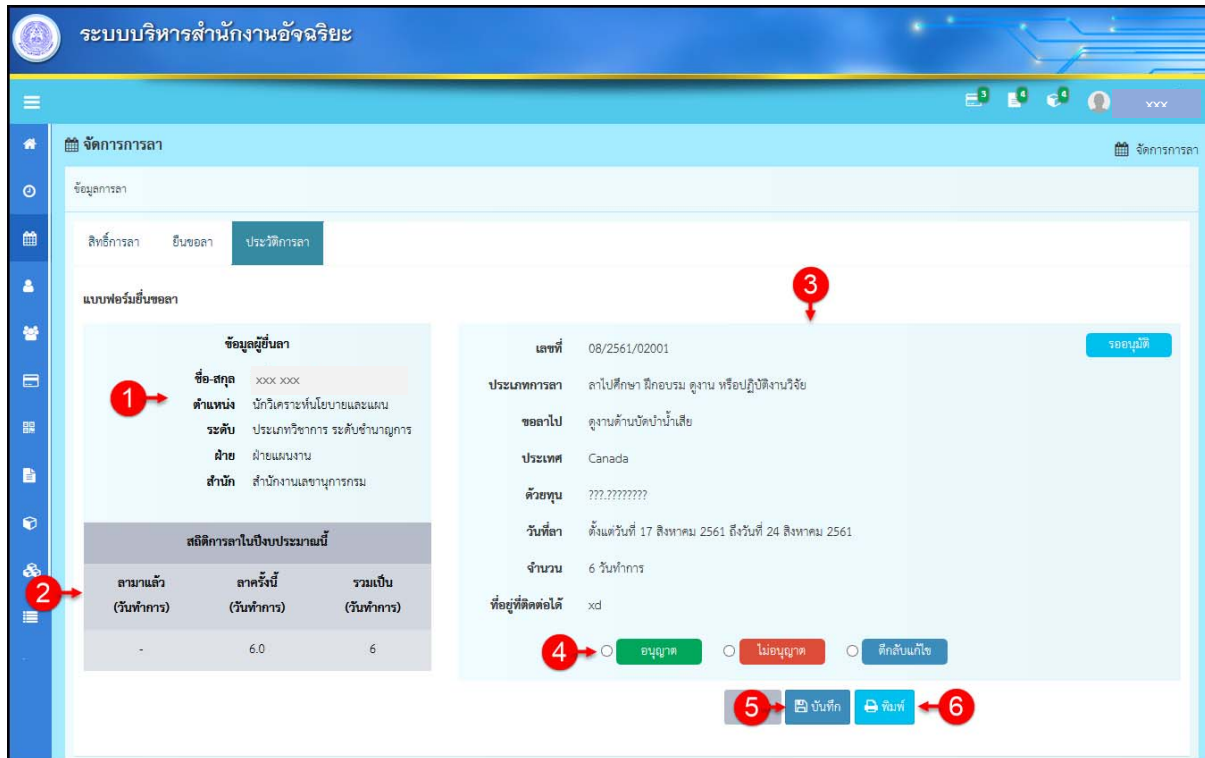 ระบบบริหารสำนักงานอัจฉริยะ
3 4 4 xxx
จัดการการลา
จัดการการลา
ข้อมูลการลา
สิทธิ์การลา ยืนขอลา ประวัติการลา
แบบฟอร์มยื่นขอลา
3
ข้อมูลผู้ยื่นลา
1
ชื่อ-สกุล xxx xxx
ตำแหน่ง นักวิเคราะห์นโยบายและแผน
ระดับ ประเภทวิชาการ ระดับชำนาญการ
ฝ่าย ฝ่ายแผนงาน
สำนัก สำนักงานเลขานุการกรม
สถิติการลาในปีงบประมาณนี้
2
ลามาแล้ว ลาครั้งนี้ รวมเป็น
(วันทำการ) (วันทำการ) (วันทำการ)
- 6.0 6
เลขที่ 08/2561/02001 รออนุมัติ
ประเภทการลา ลาไปศึกษา ฝึกอบรม ดูงาน หรือปฏิบัติงานวิจัย
ขอลาไป ดูงานด้านบัดบำน้ำเสีย
ประเทศ Canada
ด้วยทุน ???.????????
วันที่ลา ตั้งแต่วันที่ 17 สิงหาคม 2561 ถึงวันที่ 24 สิงหาคม 2561
จำนวน 6 วันทำการ
ที่อยู่ที่ติดต่อได้ xd
4 อนุญาต ไม่อนุญาต ตีกลับแก้ไข
5 บันทึก พิมพ์ 6